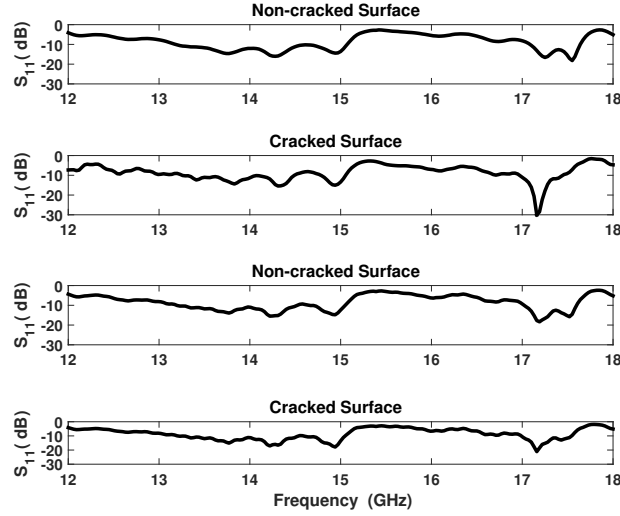 Non-cracked Surface
S11( dB)
0
-10
-20
-30
12 13 14 15 16 17 18
Cracked Surface
S11( dB)
0
-10
-20
-30
12 13 14 15 16 17 18
Non-cracked Surface
S11( dB)
0
-10
-20
-30
12 13 14 15 16 17 18
Cracked Surface
S11( dB)
0
-10
-20
-30
12 13 14 15 16 17 18
Frequency (GHz)